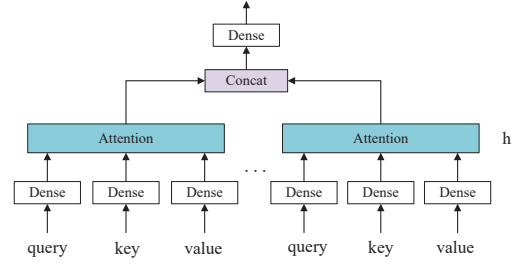 Dense
Concat
Attention
Attention
h
...
Dense Dense Dense Dense Dense Dense
query key value query key value